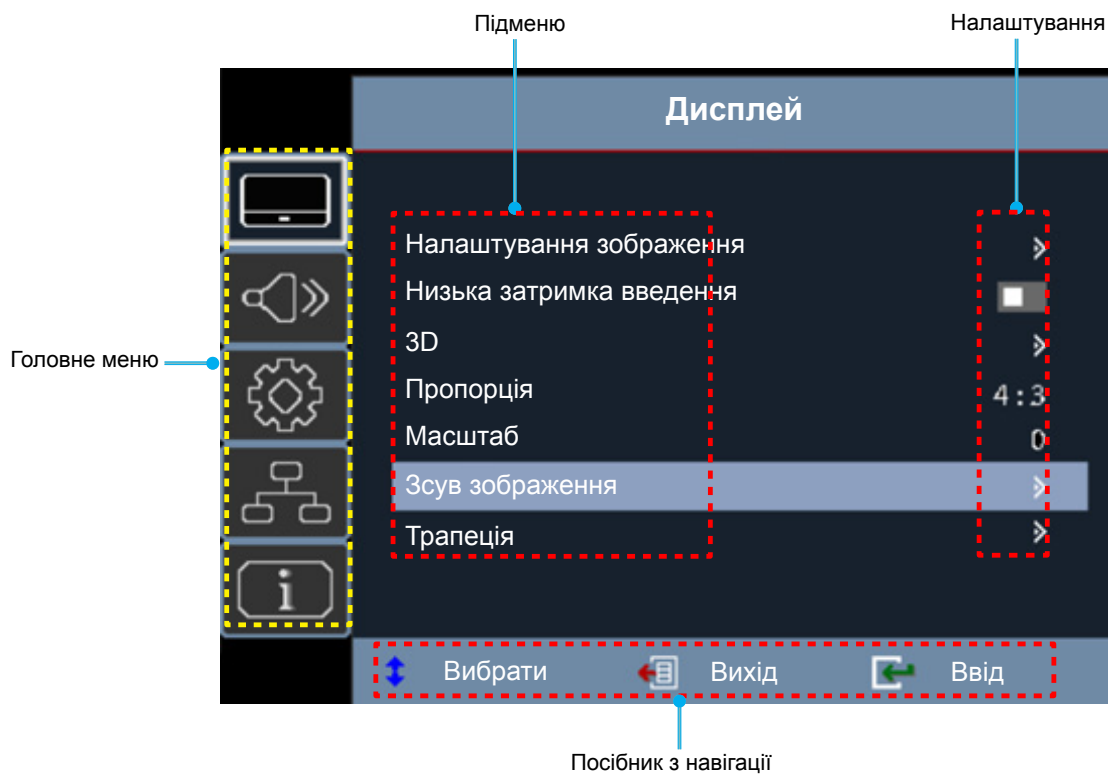 Підменю
Налаштування
Дисплей
Головне меню
Налаштування зображення
Низька затримка введення
3D
Пропорція 4:3
Масштаб 0
Зсув зображення
Трапеція
i
Вибрати Вихід Ввід
Посібник з навігації